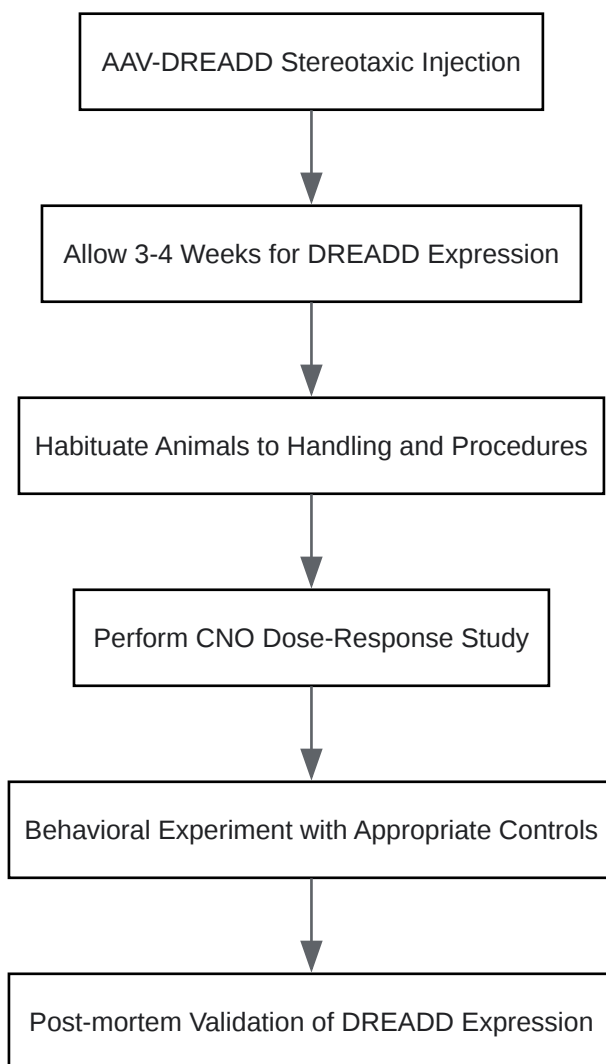 AAV-DREADD Stereotaxic Injection
Allow 3-4 Weeks for DREADD Expression
Habituate Animals to Handling and Procedures
Perform CNO Dose-Response Study
Behavioral Experiment with Appropriate Controls
Post-mortem Validation of DREADD Expression